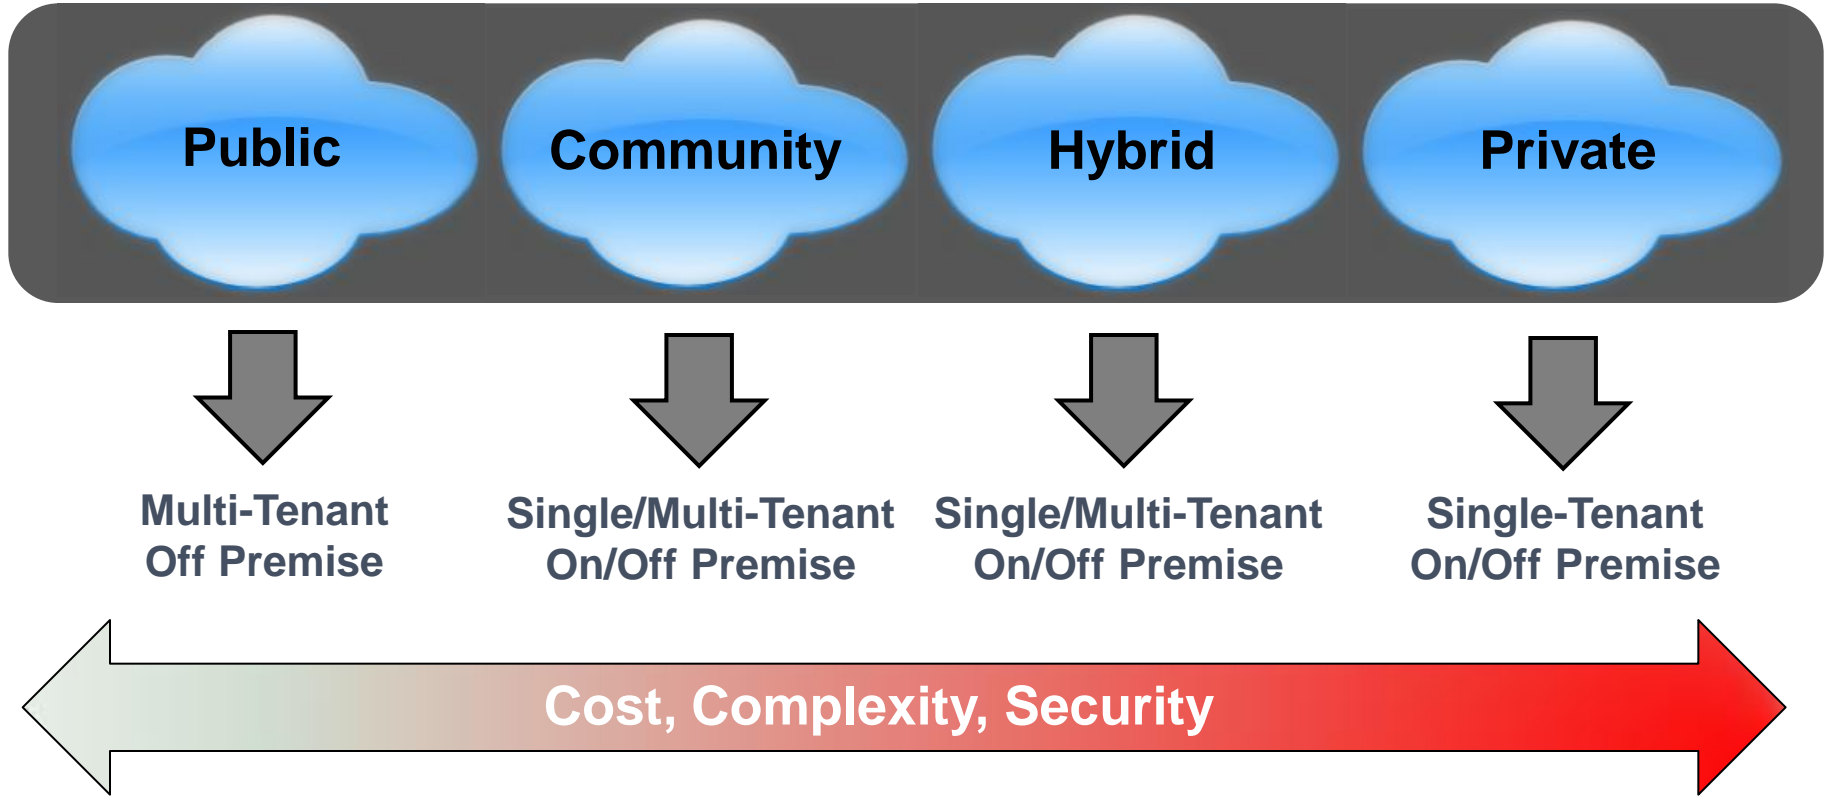 Public
Community
Hybrid
Private
Multi-Tenant
Off Premise
Single/Multi-Tenant
On/Off Premise
Single/Multi-Tenant
On/Off Premise
Single-Tenant
On/Off Premise
Cost, Complexity, Security